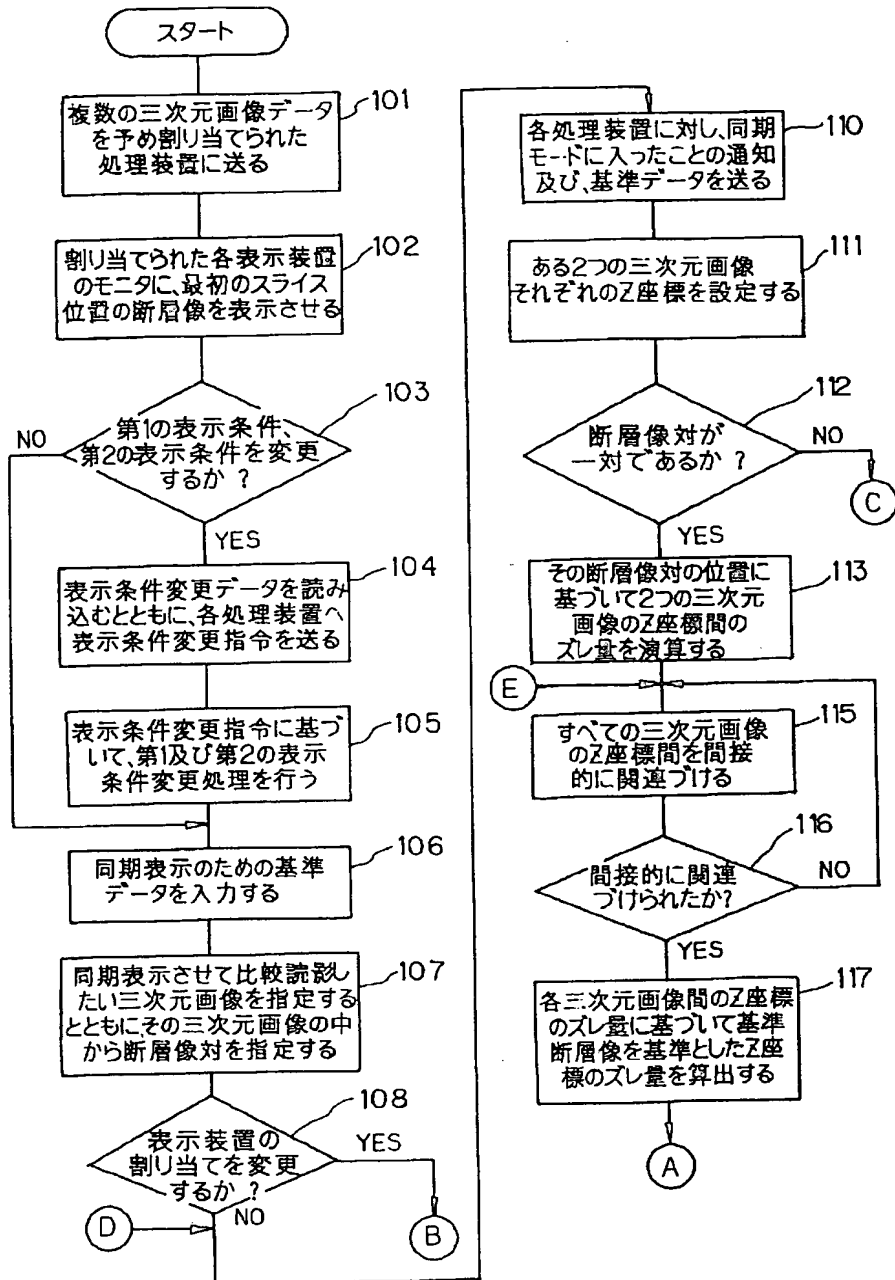 スタート
複数の三次元画像データ
を予め割り当てられた
処理装置に送る
101
割り当てられた各表示装置
のモニタに、最初のスライス
位置の断層像を表示させる
102
第1の表示条件、
第2の表示条件を変更
するか？
103
NO
YES
表示条件変更データを読み
込むとともに、各処理装置へ
表示条件変更指令を送る
104
表示条件変更指令に基づ
いて、第1及び第2の表示
条件変更処理を行う
105
同期表示のための基準
データを入力する
106
同期表示させて比較読影し
たい三次元画像を指定する
とともに、その三次元画像の中
から断層像対を指定する
107
表示装置の
割り当てを変更
するか？
108
YES
NO
D
B
各処理装置に対し、同期
モードに入ったことの通知
及び、基準データを送る
110
ある2つの三次元画像
それぞれのZ座標を設定する
111
断層像対が
一対であるか？
112
NO
C
YES
その断層像対の位置に
基づいて2つの三次元
画像のZ座標間の
ズレ量を演算する
113
E
すべての三次元画像
のZ座標間を間接
的に関連づける
115
間接的に関連
づけられたか？
116
NO
YES
各三次元画像間のZ座標
のズレ量に基づいて基準
断層像を基準としたZ座
標のズレ量を算出する
117
A